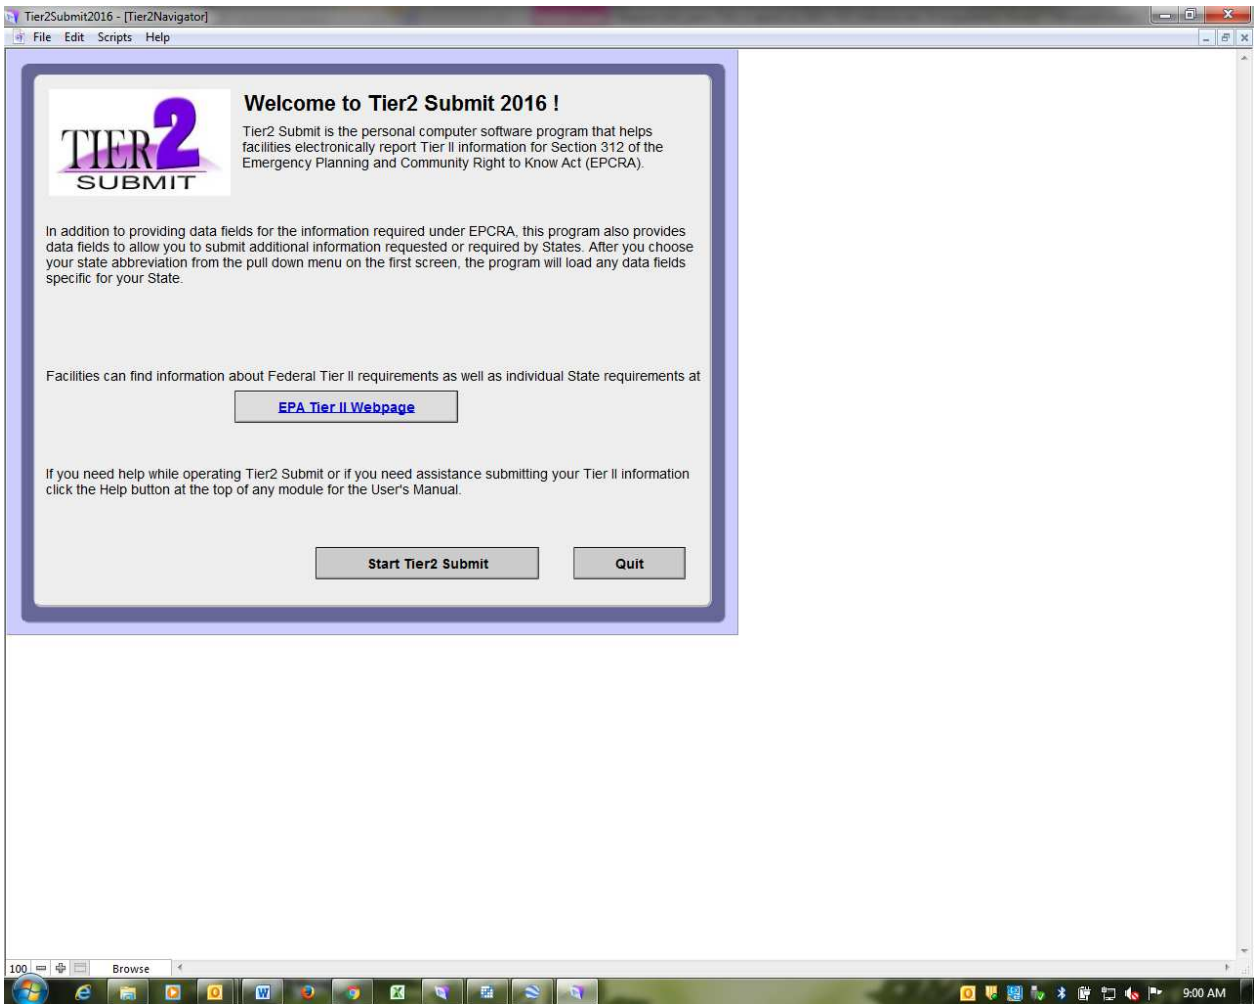 Tier2Submit2016 - [Tier2Navigator]
File Edit Scripts Help
TIER2
SUBMIT
Welcome to Tier2 Submit 2016 !
Tier2 Submit is the personal computer software program that helps
facilities electronically report Tier II information for Section 312 of the
Emergency Planning and Community Right to Know Act (EPCRA).
In addition to providing data fields for the information required under EPCRA, this program also provides
data fields to allow you to submit additional information requested or required by States. After you choose
your state abbreviation from the pull down menu on the first screen, the program will load any data fields
specific for your State.
Facilities can find information about Federal Tier II requirements as well as individual State requirements at
EPA Tier II Webpage
If you need help while operating Tier2 Submit or if you need assistance submitting your Tier II information
click the Help button at the top of any module for the User's Manual.
Start Tier2 Submit Quit
100 Browse
9:00 AM